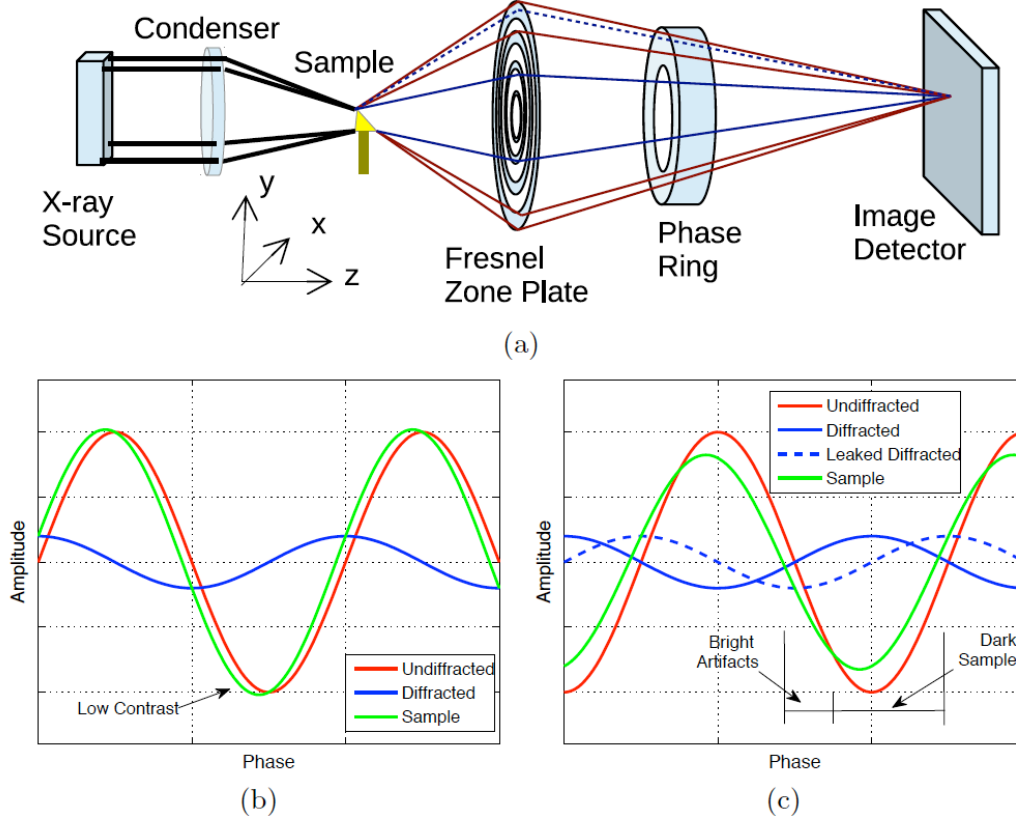 Condenser
Sample
X-ray
Source
y
x
z
Fresnel
Zone Plate
Phase
Ring
Image
Detector
(a)
Amplitude
Low Contrast
Undiffracted
Diffracted
Sample
Phase
(b)
Undiffracted
Diffracted
Leaked Diffracted
Sample
Amplitude
Bright
Artifacts
Dark
Sample
Phase
(c)